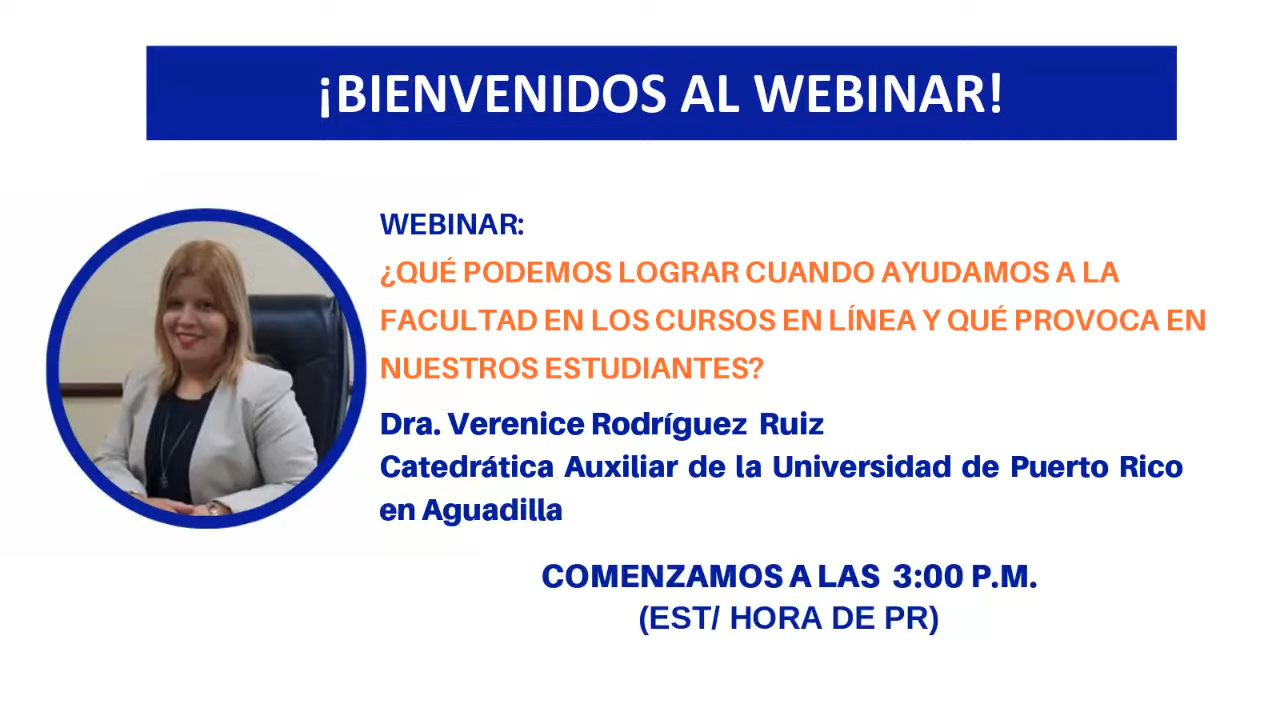 ¡BIENVENIDOS AL WEBINAR!
WEBINAR:
¿QUÉ PODEMOS LOGRAR CUANDO AYUDAMOS A LA
FACULTAD EN LOS CURSOS EN LÍNEA Y QUÉ PROVOCA EN
NUESTROS ESTUDIANTES?
Dra. Verenice Rodríguez Ruiz
Catedrática Auxiliar de la Universidad de Puerto Rico
en Aguadilla
COMENZAMOS A LAS 3:00 P.M.
(EST/ HORA DE PR)